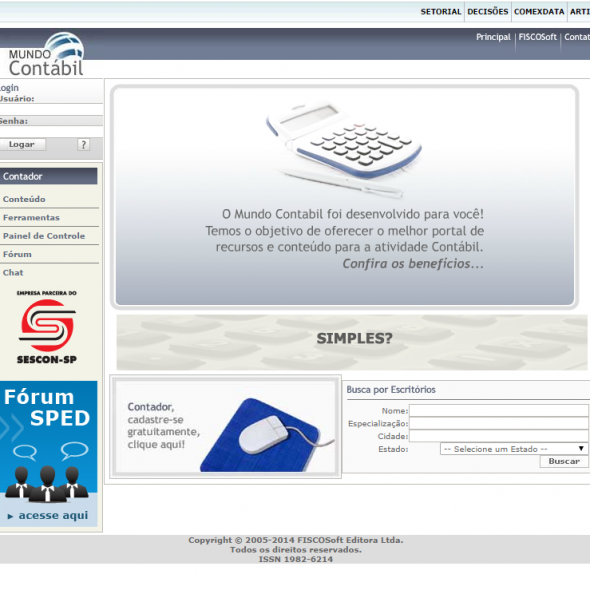 SETORIAL DECISÕES COMEXDATA ARTI
Principal FISCOSoft Contat
MUNDO
Contábil
ogin
Usuário:
Senha:
Logar ?
Contador
Conteúdo
Ferramentas
Painel de Controle
Fórum
Chat
EMPRESA PARCEIRA DO
SESCON-SP
Fórum
SPED
► acesse aqui
O Mundo Contabil foi desenvolvido para você!
Temos o objetivo de oferecer o melhor portal de
recursos e conteúdo para a atividade Contábil.
Confira os benefícios...
SIMPLES?
Contador,
cadastre-se
gratuitamente,
clique aqui!
Busca por Escritórios
Nome:
Especialização:
Cidade:
Estado: -- Selecione um Estado --
Buscar
Copyright © 2005-2014 FISCOSoft Editora Ltda.
Todos os direitos reservados.
ISSN 1982-6214